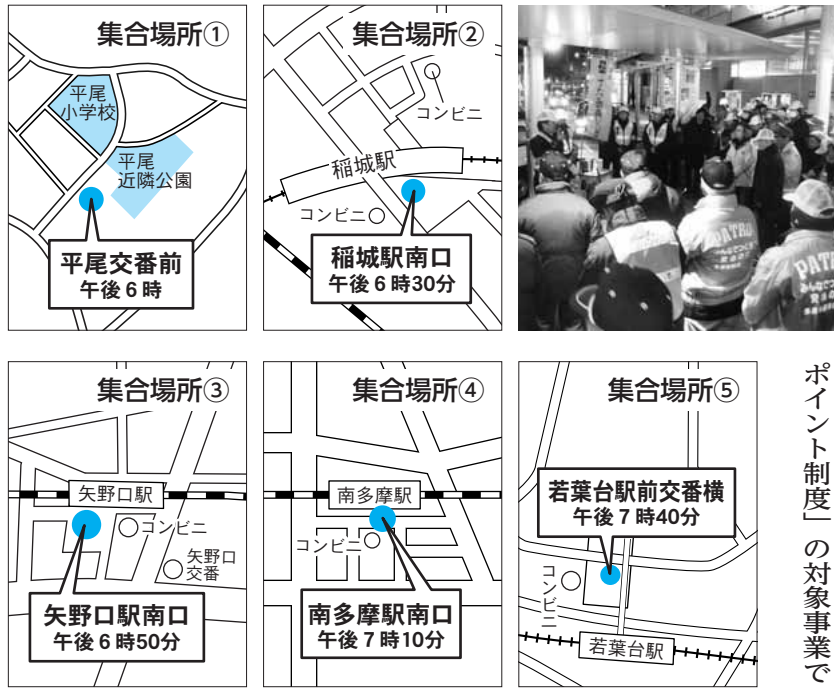 集合場所①
平尾
小学校
平尾
近隣公園
平尾交番前
午後6時
集合場所②
コンビニ
稲城駅
コンビニ
稲城駅南口
午後6時30分
PATROL
PATROL
集合場所③
矢野口駅
コンビニ
矢野口
交番
矢野口駅南口
午後6時50分
集合場所④
南多摩駅
コンビニ
南多摩駅南口
午後7時10分
集合場所⑤
若葉台駅前交番横
午後7時40分
コンビニ
若葉台駅
ポイント制度」の対象事業で